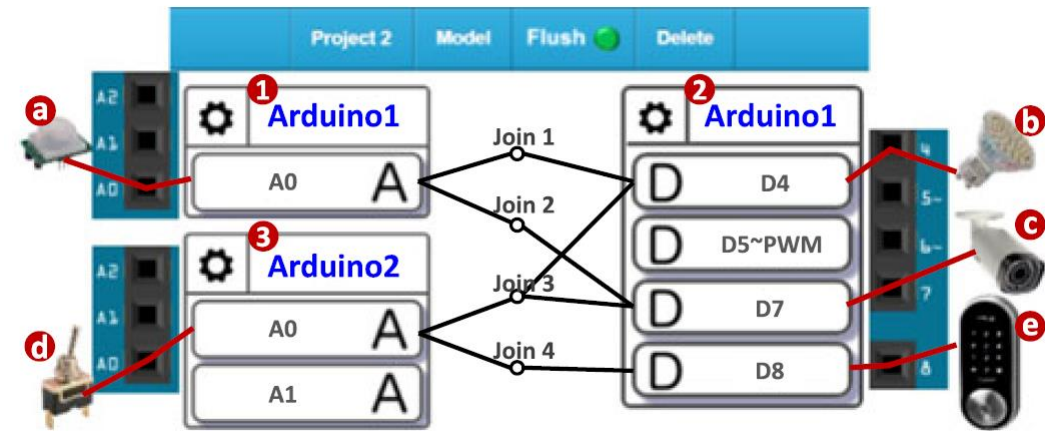 Project 2 Model Flush Delete
a
A2
A1
A0
1
Arduino1
A0 A
Join 1
Join 2
Join 3
Join 4
2
Arduino1
D D4
D D5~PWM
D D7
D D8
4
5~
6~
7
8
b
c
e
d
A2
A1
A0
3
Arduino2
A0 A
A1 A